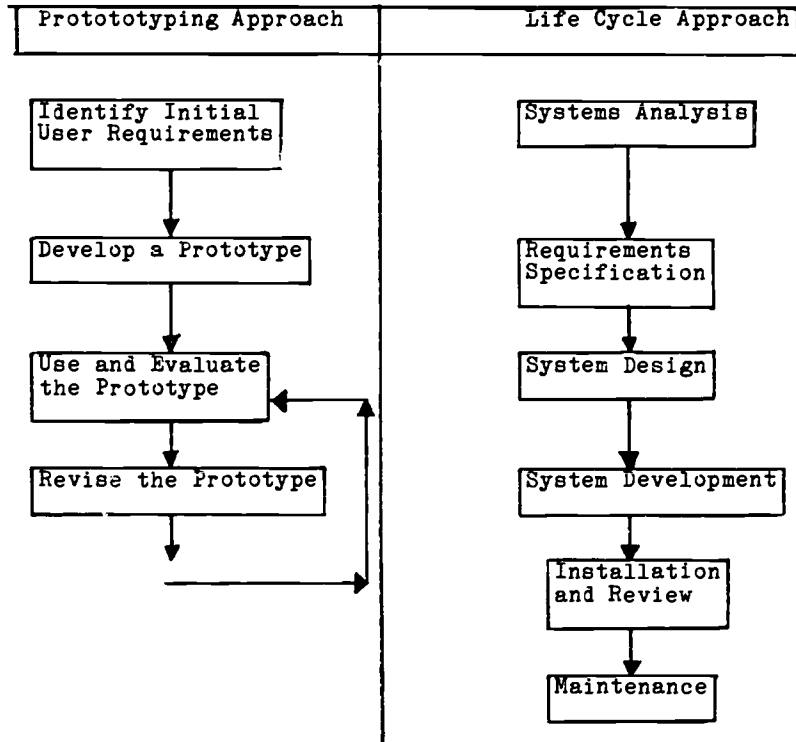 Protototyping Approach
Life Cycle Approach
Identify Initial
User Requirements
Develop a Prototype
Use and Evaluate
the Prototype
Revise the Prototype
Systems Analysis
Requirements
Specification
System Design
System Development
Installation
and Review
Maintenance